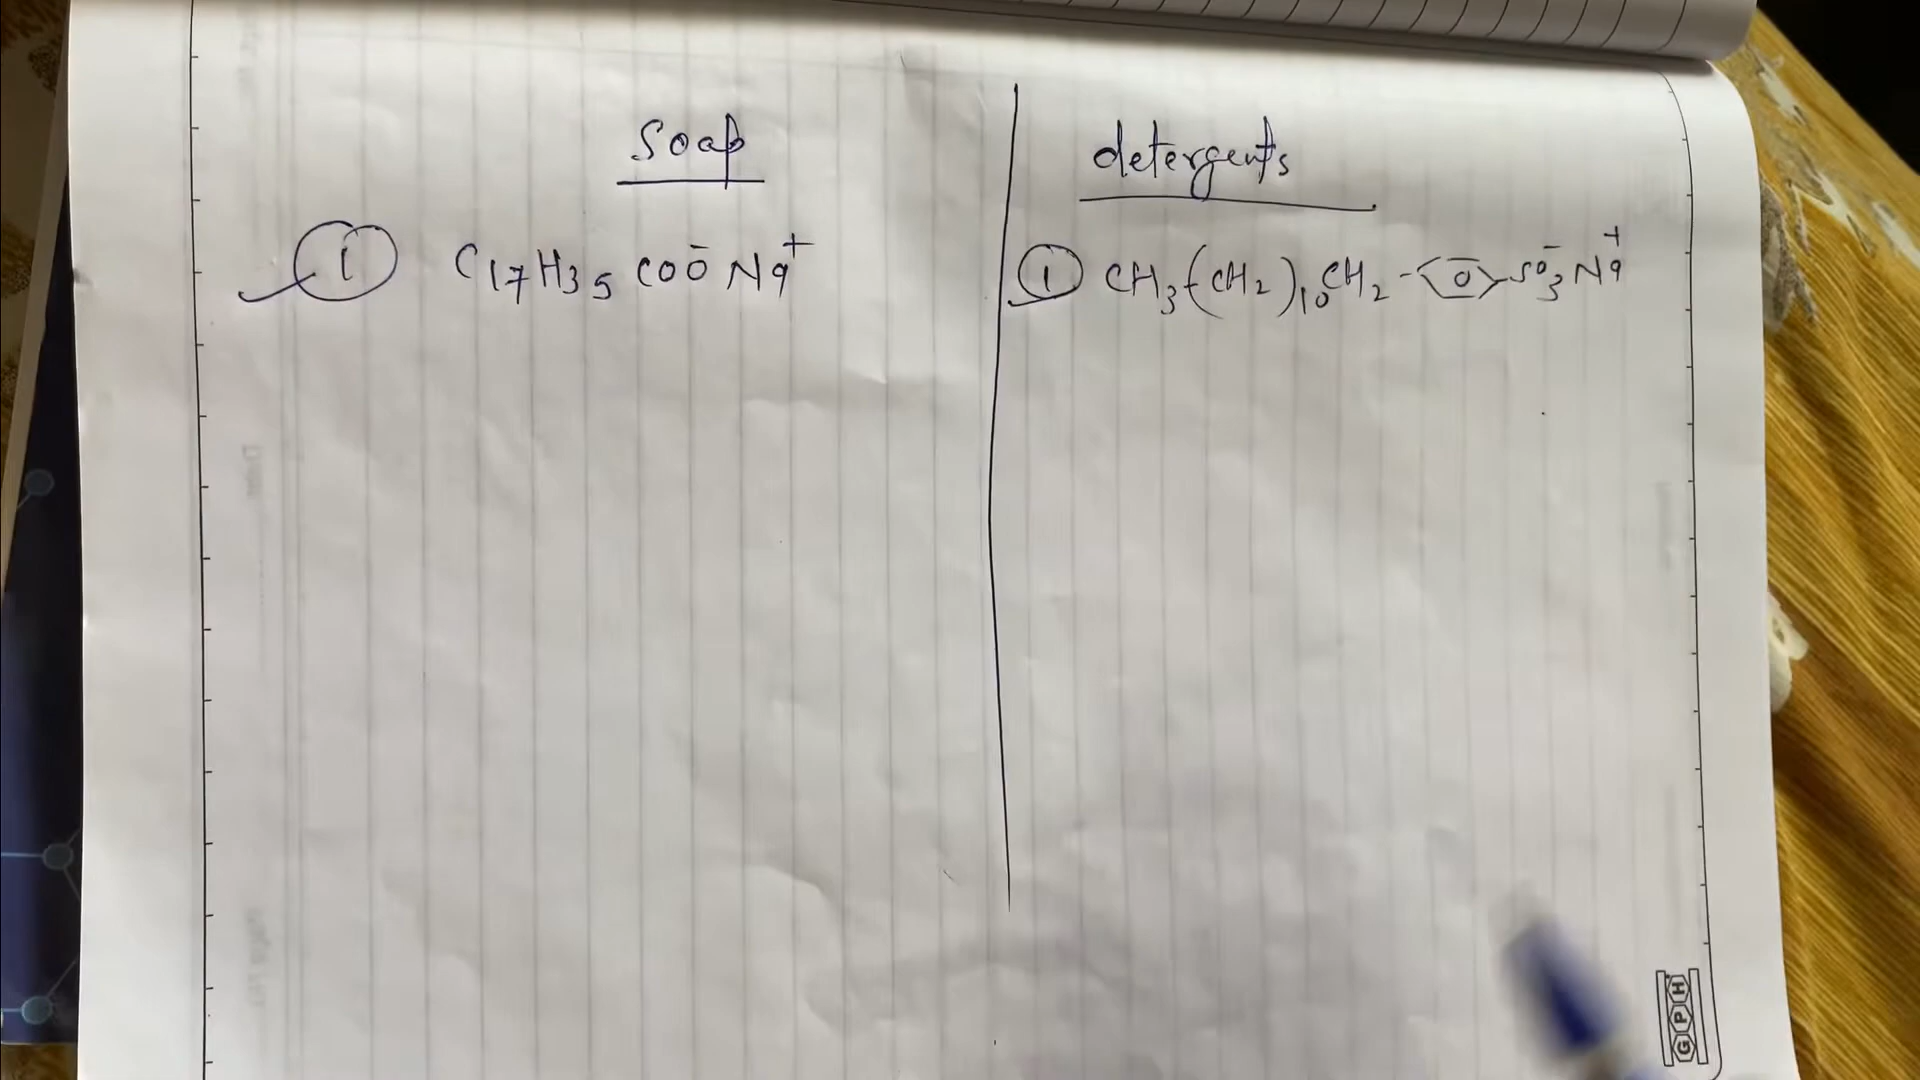 Soap
detergents
1 C17H35COO⁻Na⁺
1 CH3-(CH2)10CH2-⌬-SO3⁻Na⁺
GPH